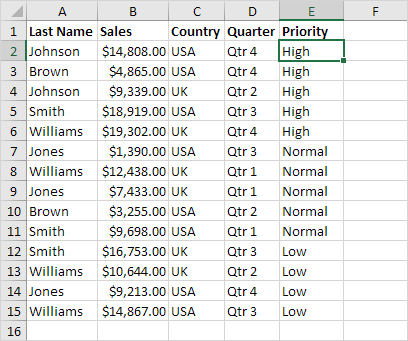 A B C D E F
1 Last Name Sales Country Quarter Priority
2 Johnson $14,808.00 USA Qtr 4 High
3 Brown $4,865.00 USA Qtr 4 High
4 Johnson $9,339.00 UK Qtr 2 High
5 Smith $18,919.00 USA Qtr 3 High
6 Williams $19,302.00 UK Qtr 4 High
7 Jones $1,390.00 USA Qtr 3 Normal
8 Williams $12,438.00 UK Qtr 1 Normal
9 Jones $7,433.00 UK Qtr 1 Normal
10 Brown $3,255.00 USA Qtr 2 Normal
11 Smith $9,698.00 USA Qtr 1 Normal
12 Smith $16,753.00 UK Qtr 3 Low
13 Williams $10,644.00 UK Qtr 2 Low
14 Jones $9,213.00 USA Qtr 4 Low
15 Williams $14,867.00 USA Qtr 3 Low
16